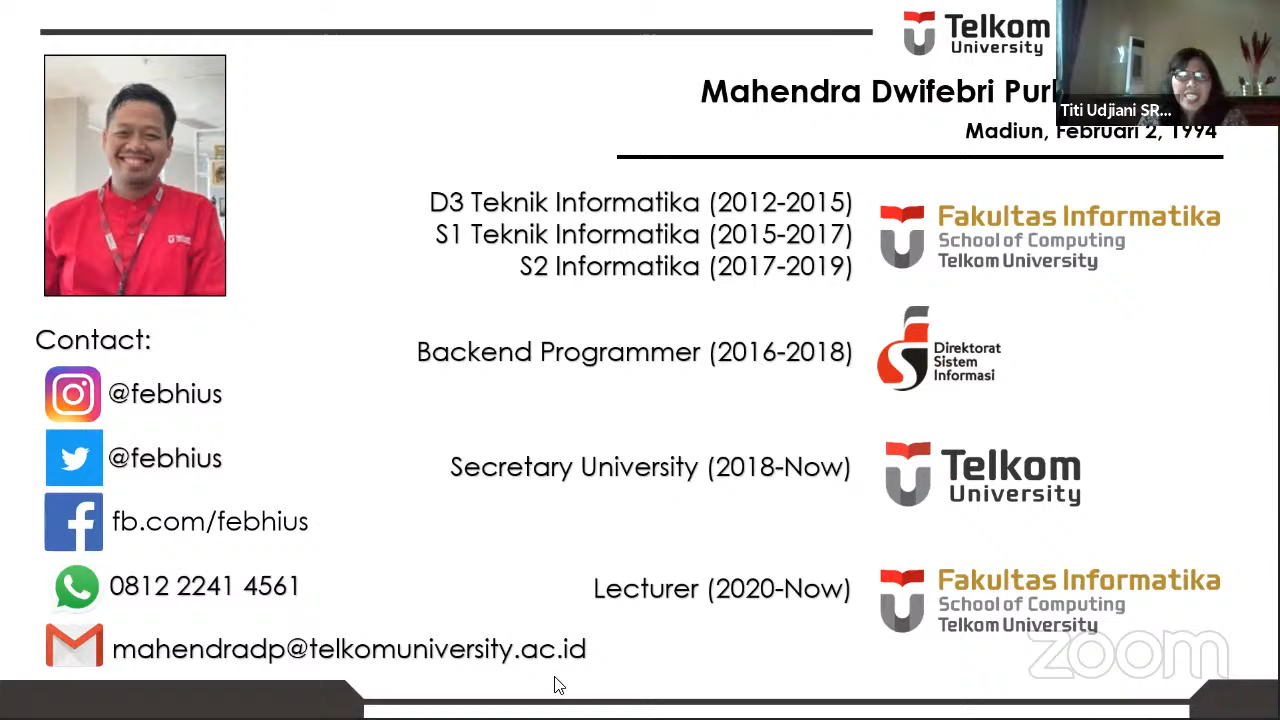 Telkom
University
Mahendra Dwifebri
Titi Udjiani SR...
Madiun, Februari 2, 1994
D3 Teknik Informatika (2012-2015)
S1 Teknik Informatika (2015-2017)
S2 Informatika (2017-2019)
Fakultas Informatika
School of Computing
Telkom University
Contact:
@febhius
@febhius
fb.com/febhius
0812 2241 4561
mahendradp@telkomuniversity.ac.id
Backend Programmer (2016-2018)
Direktorat
Sistem
Informasi
Secretary University (2018-Now)
Telkom
University
Lecturer (2020-Now)
Fakultas Informatika
School of Computing
Telkom University
zoom